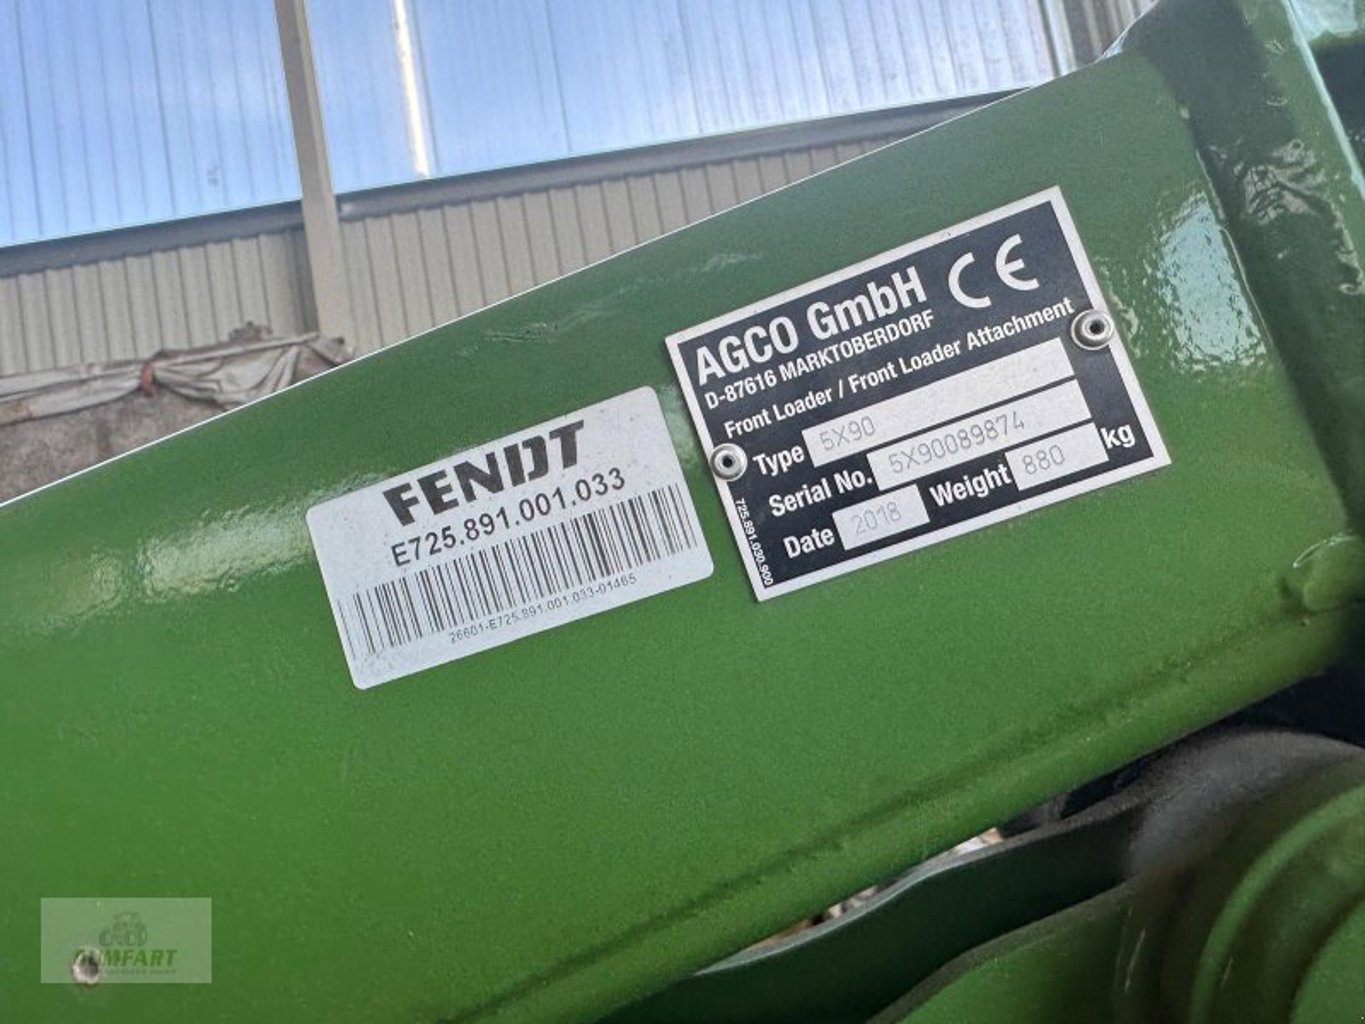 FENDT
E725.891.001.033
26601-E725.891.001.033-01465
AGCO GmbH CE
D-87616 MARKTOBERDORF
Front Loader / Front Loader Attachment
Type 5X90
Serial No. 5X90089874
Date 2018 Weight 880 kg
725.891.030.900
GUMFART